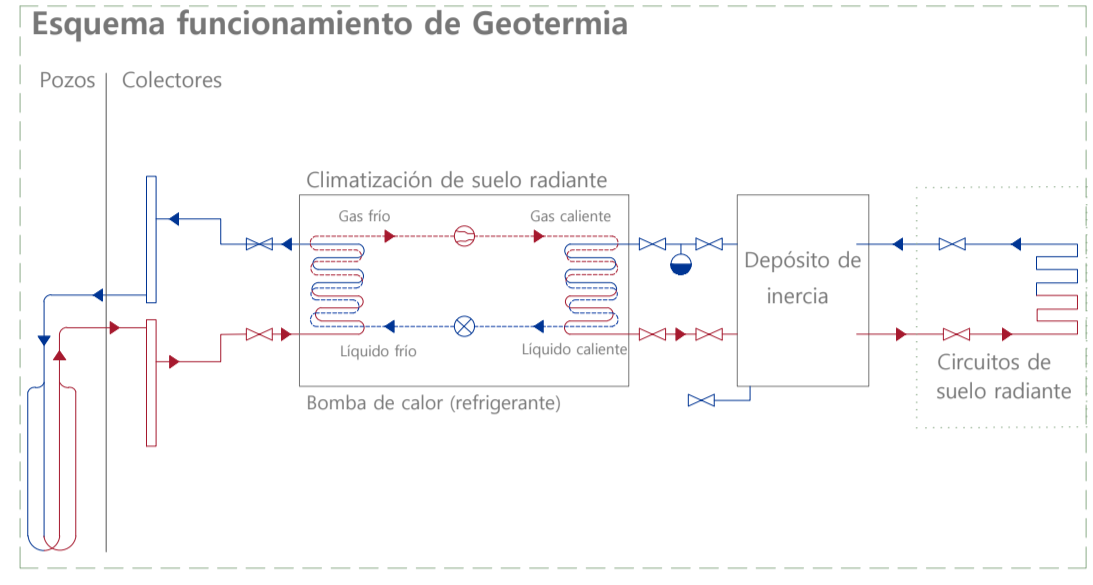 Esquema funcionamiento de Geotermia
Pozos
Colectores
Climatización de suelo radiante
Gas frío
Gas caliente
Líquido frío
Líquido caliente
Bomba de calor (refrigerante)
Depósito de
inercia
Circuitos de
suelo radiante